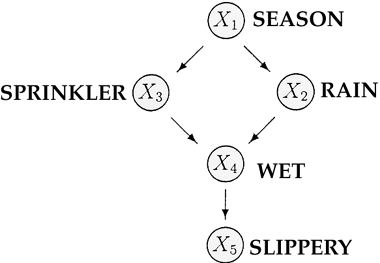 X1 SEASON
SPRINKLER X3 X2 RAIN
X4 WET
X5 SLIPPERY